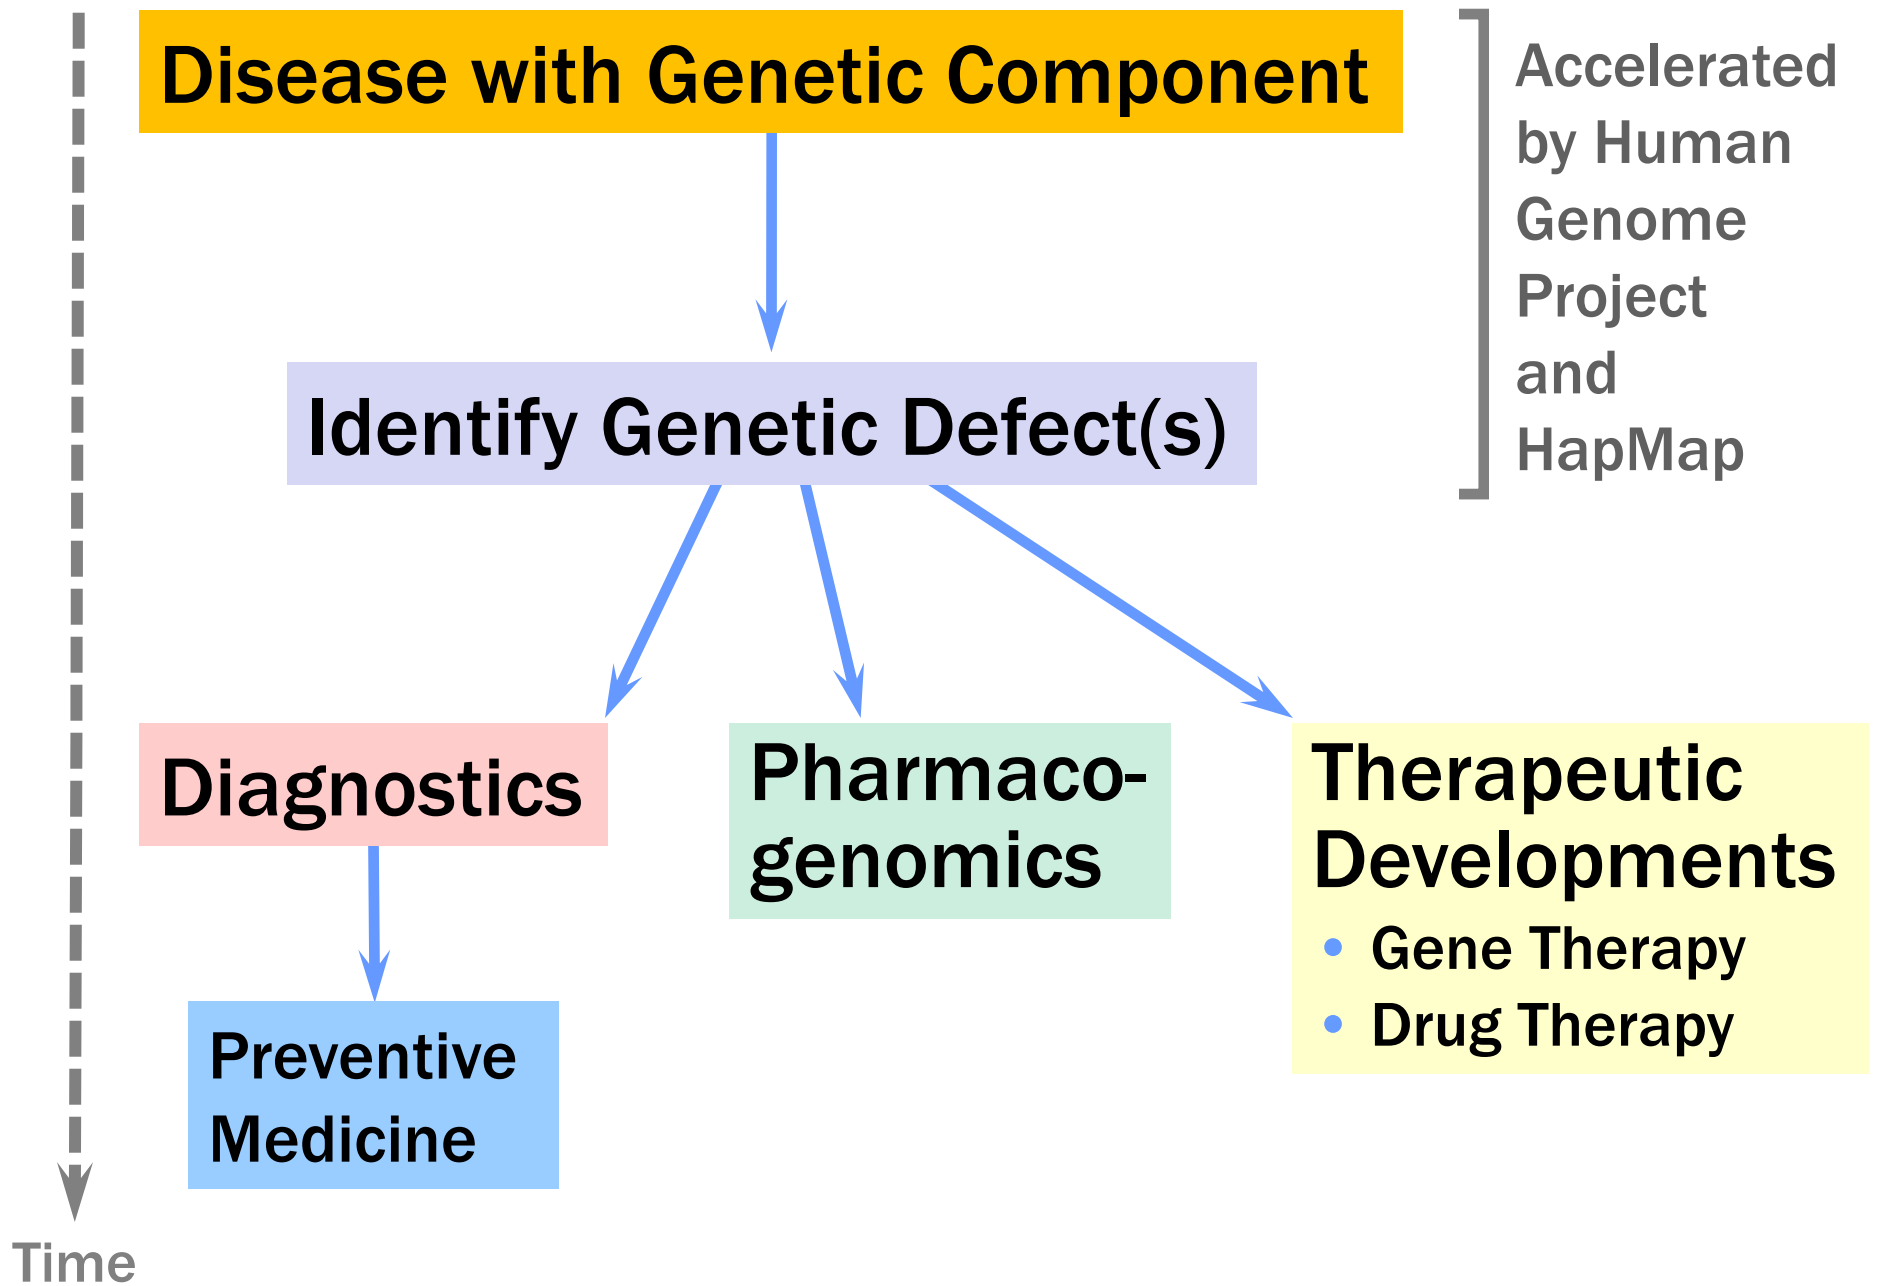 Disease with Genetic Component
Accelerated
by Human
Genome
Project
and
HapMap
Identify Genetic Defect(s)
Diagnostics
Pharmaco-
genomics
Therapeutic
Developments
• Gene Therapy
• Drug Therapy
Preventive
Medicine
Time